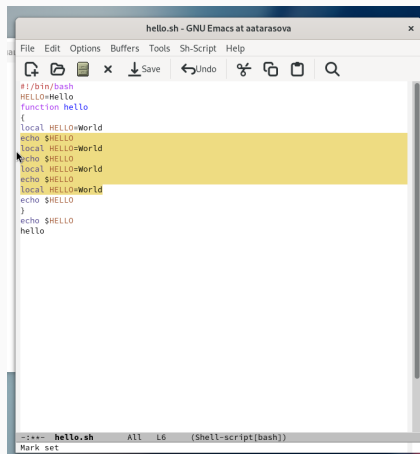 hello.sh - GNU Emacs at aatarasova
File Edit Options Buffers Tools Sh-Script Help
Save Undo
#!/bin/bash
HELLO=Hello
function hello
{
local HELLO=World
echo $HELLO
local HELLO=World
echo $HELLO
local HELLO=World
echo $HELLO
local HELLO=World
echo $HELLO
}
echo $HELLO
hello
-:**- hello.sh All L6 (Shell-script[bash])
Mark set